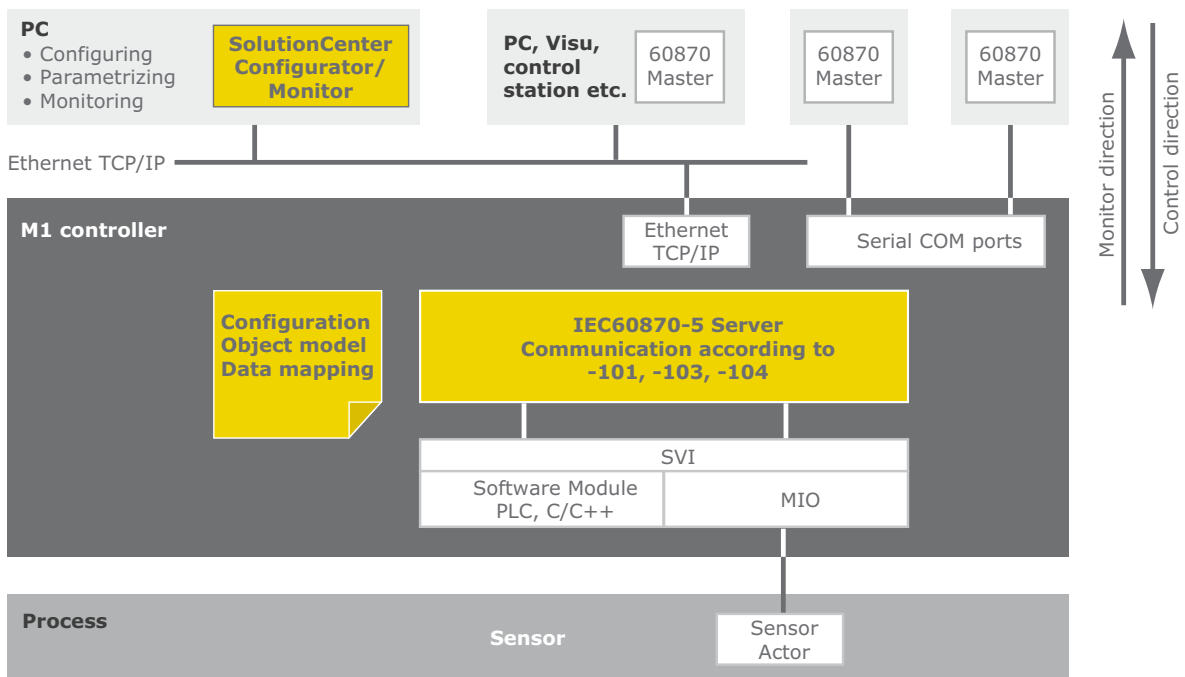 PC
• Configuring
• Parametrizing
• Monitoring
SolutionCenter
Configurator/
Monitor
PC, Visu,
control
station etc.
60870
Master
60870
Master
60870
Master
Monitor direction
Control direction
Ethernet TCP/IP
M1 controller
Ethernet
TCP/IP
Serial COM ports
Configuration
Object model
Data mapping
IEC60870-5 Server
Communication according to
-101, -103, -104
SVI
Software Module
PLC, C/C++
MIO
Process
Sensor
Sensor
Actor